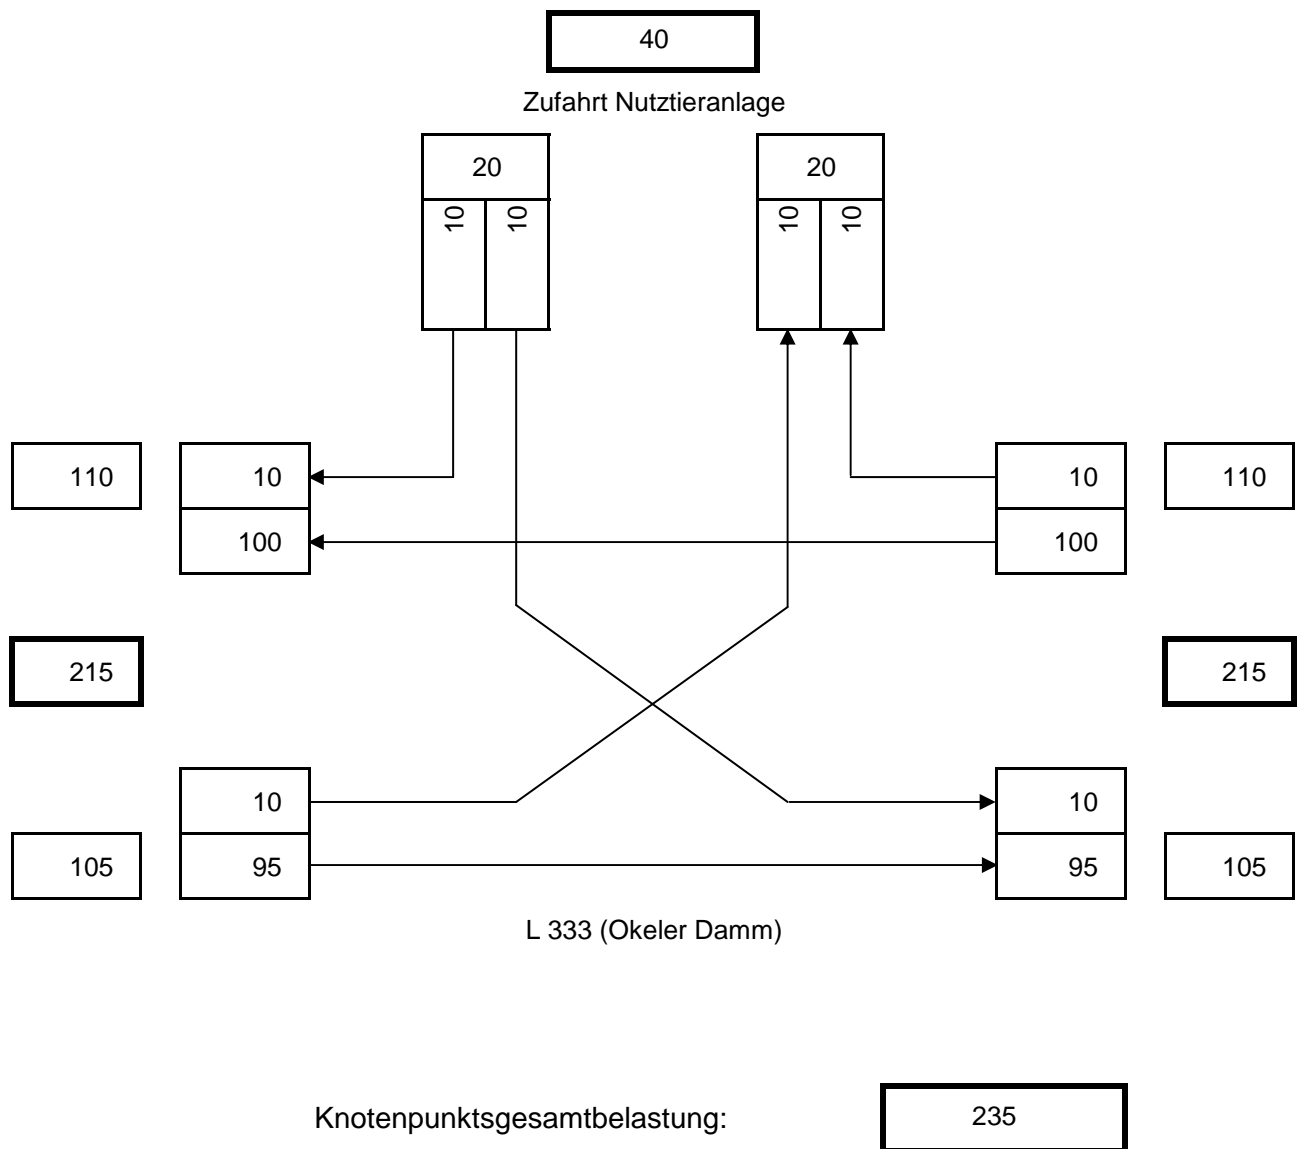 40
Zufahrt Nutztieranlage
20 20
10 10 10 10
110 10 10 110
100 100
215 215
10 10
105 95 95 105
L 333 (Okeler Damm)
Knotenpunktsgesamtbelastung: 235